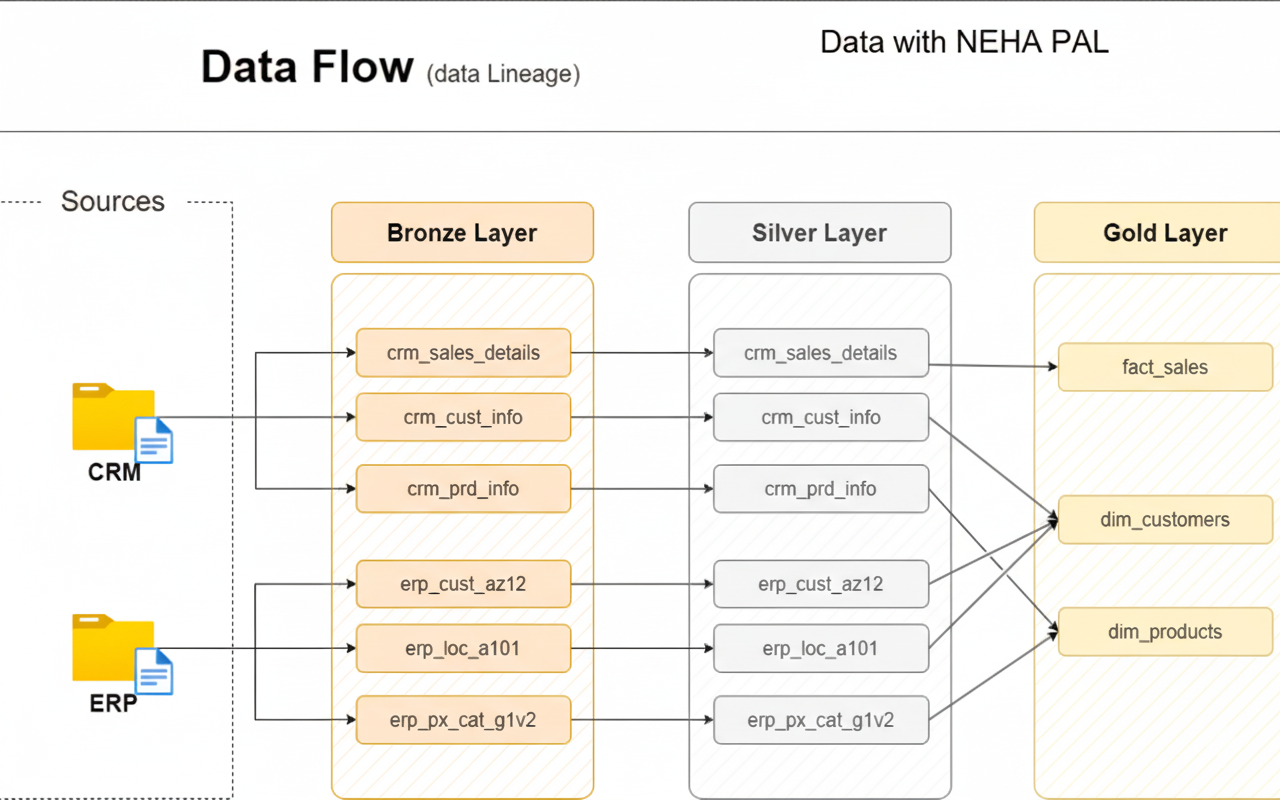 Data Flow (data Lineage)
Data with NEHA PAL
Sources
CRM
ERP
Bronze Layer
crm_sales_details
crm_cust_info
crm_prd_info
erp_cust_az12
erp_loc_a101
erp_px_cat_g1v2
Silver Layer
crm_sales_details
crm_cust_info
crm_prd_info
erp_cust_az12
erp_loc_a101
erp_px_cat_g1v2
Gold Layer
fact_sales
dim_customers
dim_products